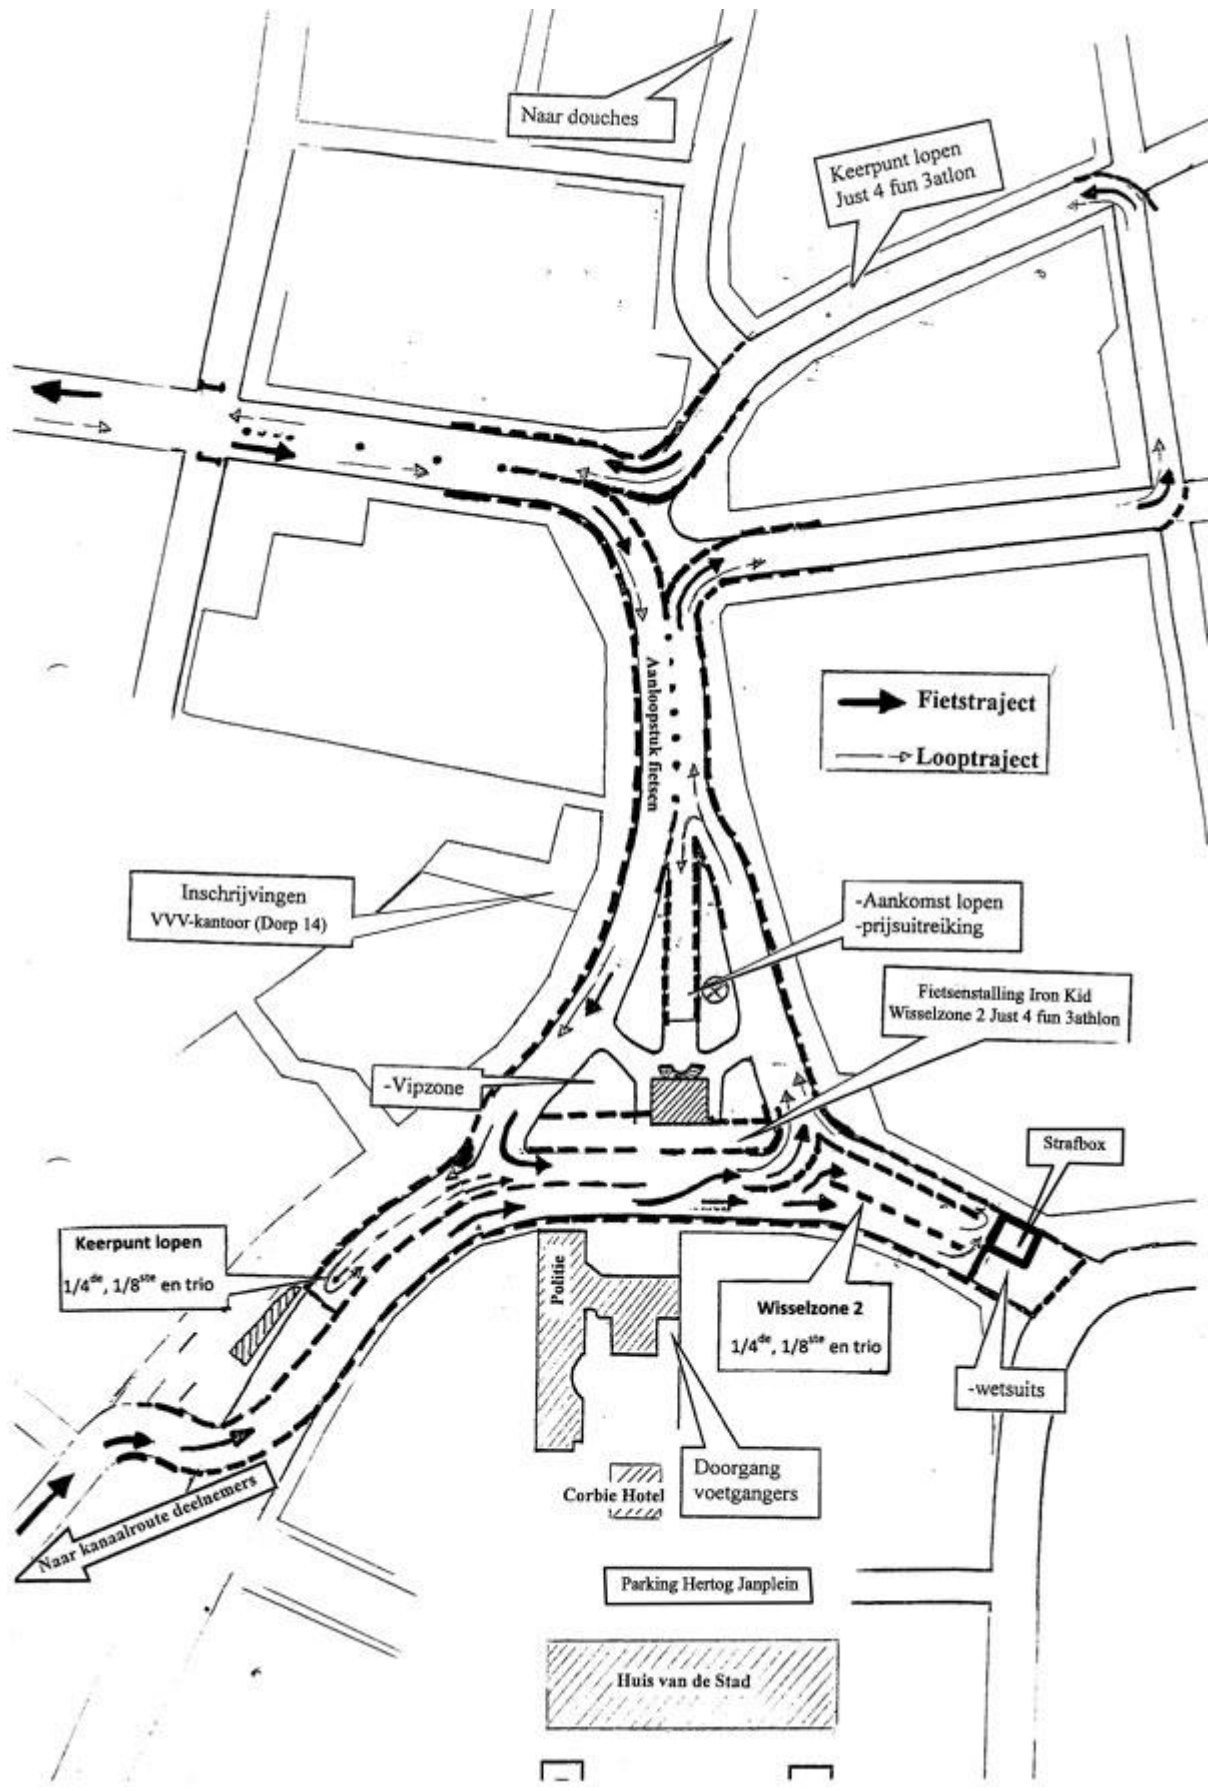 Naar douches
Keerpunt lopen
Just 4 fun 3atlon
Aanloopstuk fietsen
Fietstraject
Looptraject
Inschrijvingen
VVV-kantoor (Dorp 14)
-Aankomst lopen
-prijsuitreiking
Fietsenstalling Iron Kid
Wisselzone 2 Just 4 fun 3athlon
-Vipzone
Strafbox
Keerpunt lopen
1/4de, 1/8ste en trio
Politie
Wisselzone 2
1/4de, 1/8ste en trio
-wetsuits
Doorgang
voetgangers
Corbie Hotel
Naar kanaalroute deelnemers
Parking Hertog Janplein
Huis van de Stad